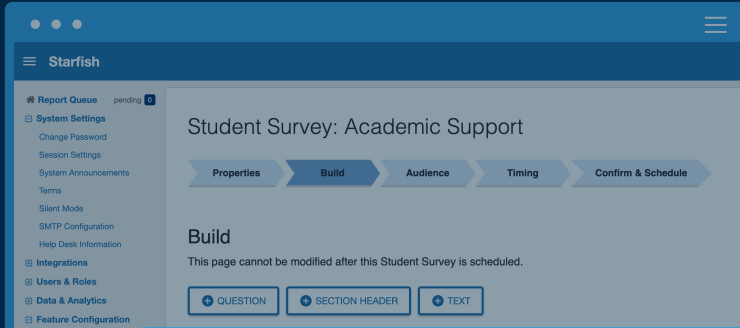 Starfish
Report Queue pending 0
System Settings
Change Password
Session Settings
System Announcements
Terms
Silent Mode
SMTP Configuration
Help Desk Information
Integrations
Users & Roles
Data & Analytics
Feature Configuration
Student Survey: Academic Support
Properties Build Audience Timing Confirm & Schedule
Build
This page cannot be modified after this Student Survey is scheduled.
QUESTION SECTION HEADER TEXT